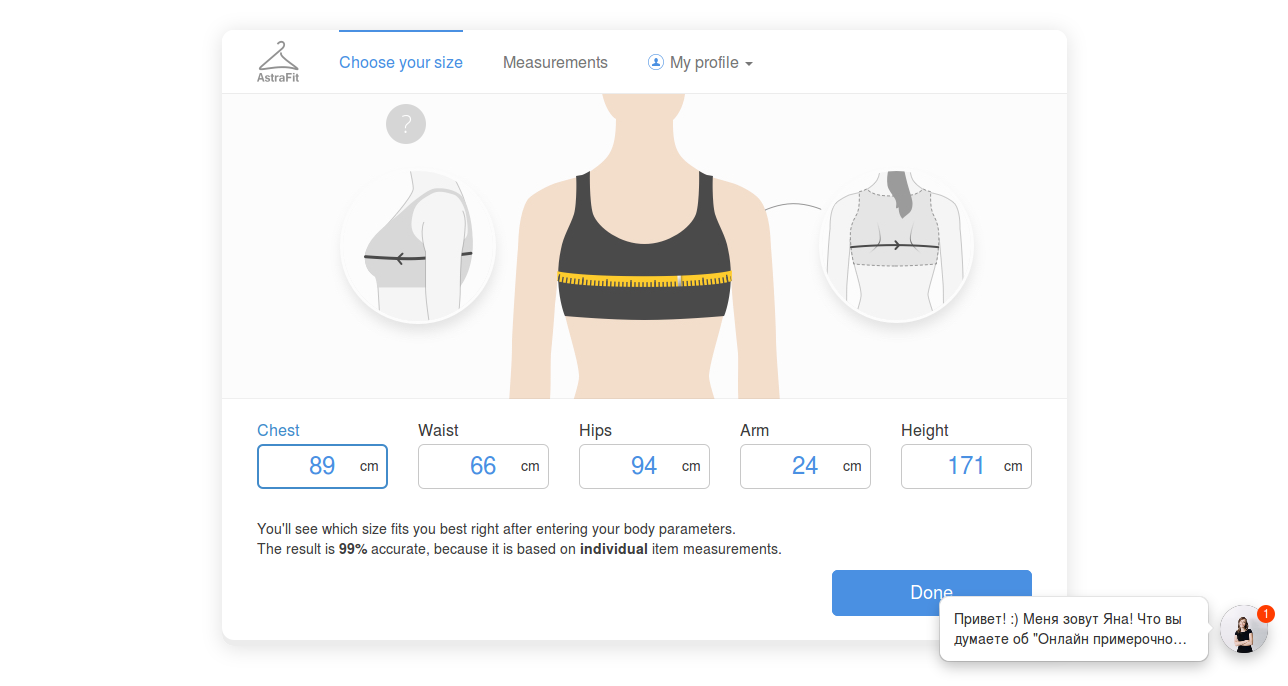 AstraFit
Choose your size
Measurements
My profile
?
Chest
Waist
Hips
Arm
Height
89 cm
66 cm
94 cm
24 cm
171 cm
You'll see which size fits you best right after entering your body parameters.
The result is 99% accurate, because it is based on individual item measurements.
Done
Привет! :) Меня зовут Яна! Что вы
думаете об "Онлайн примерочно...
1